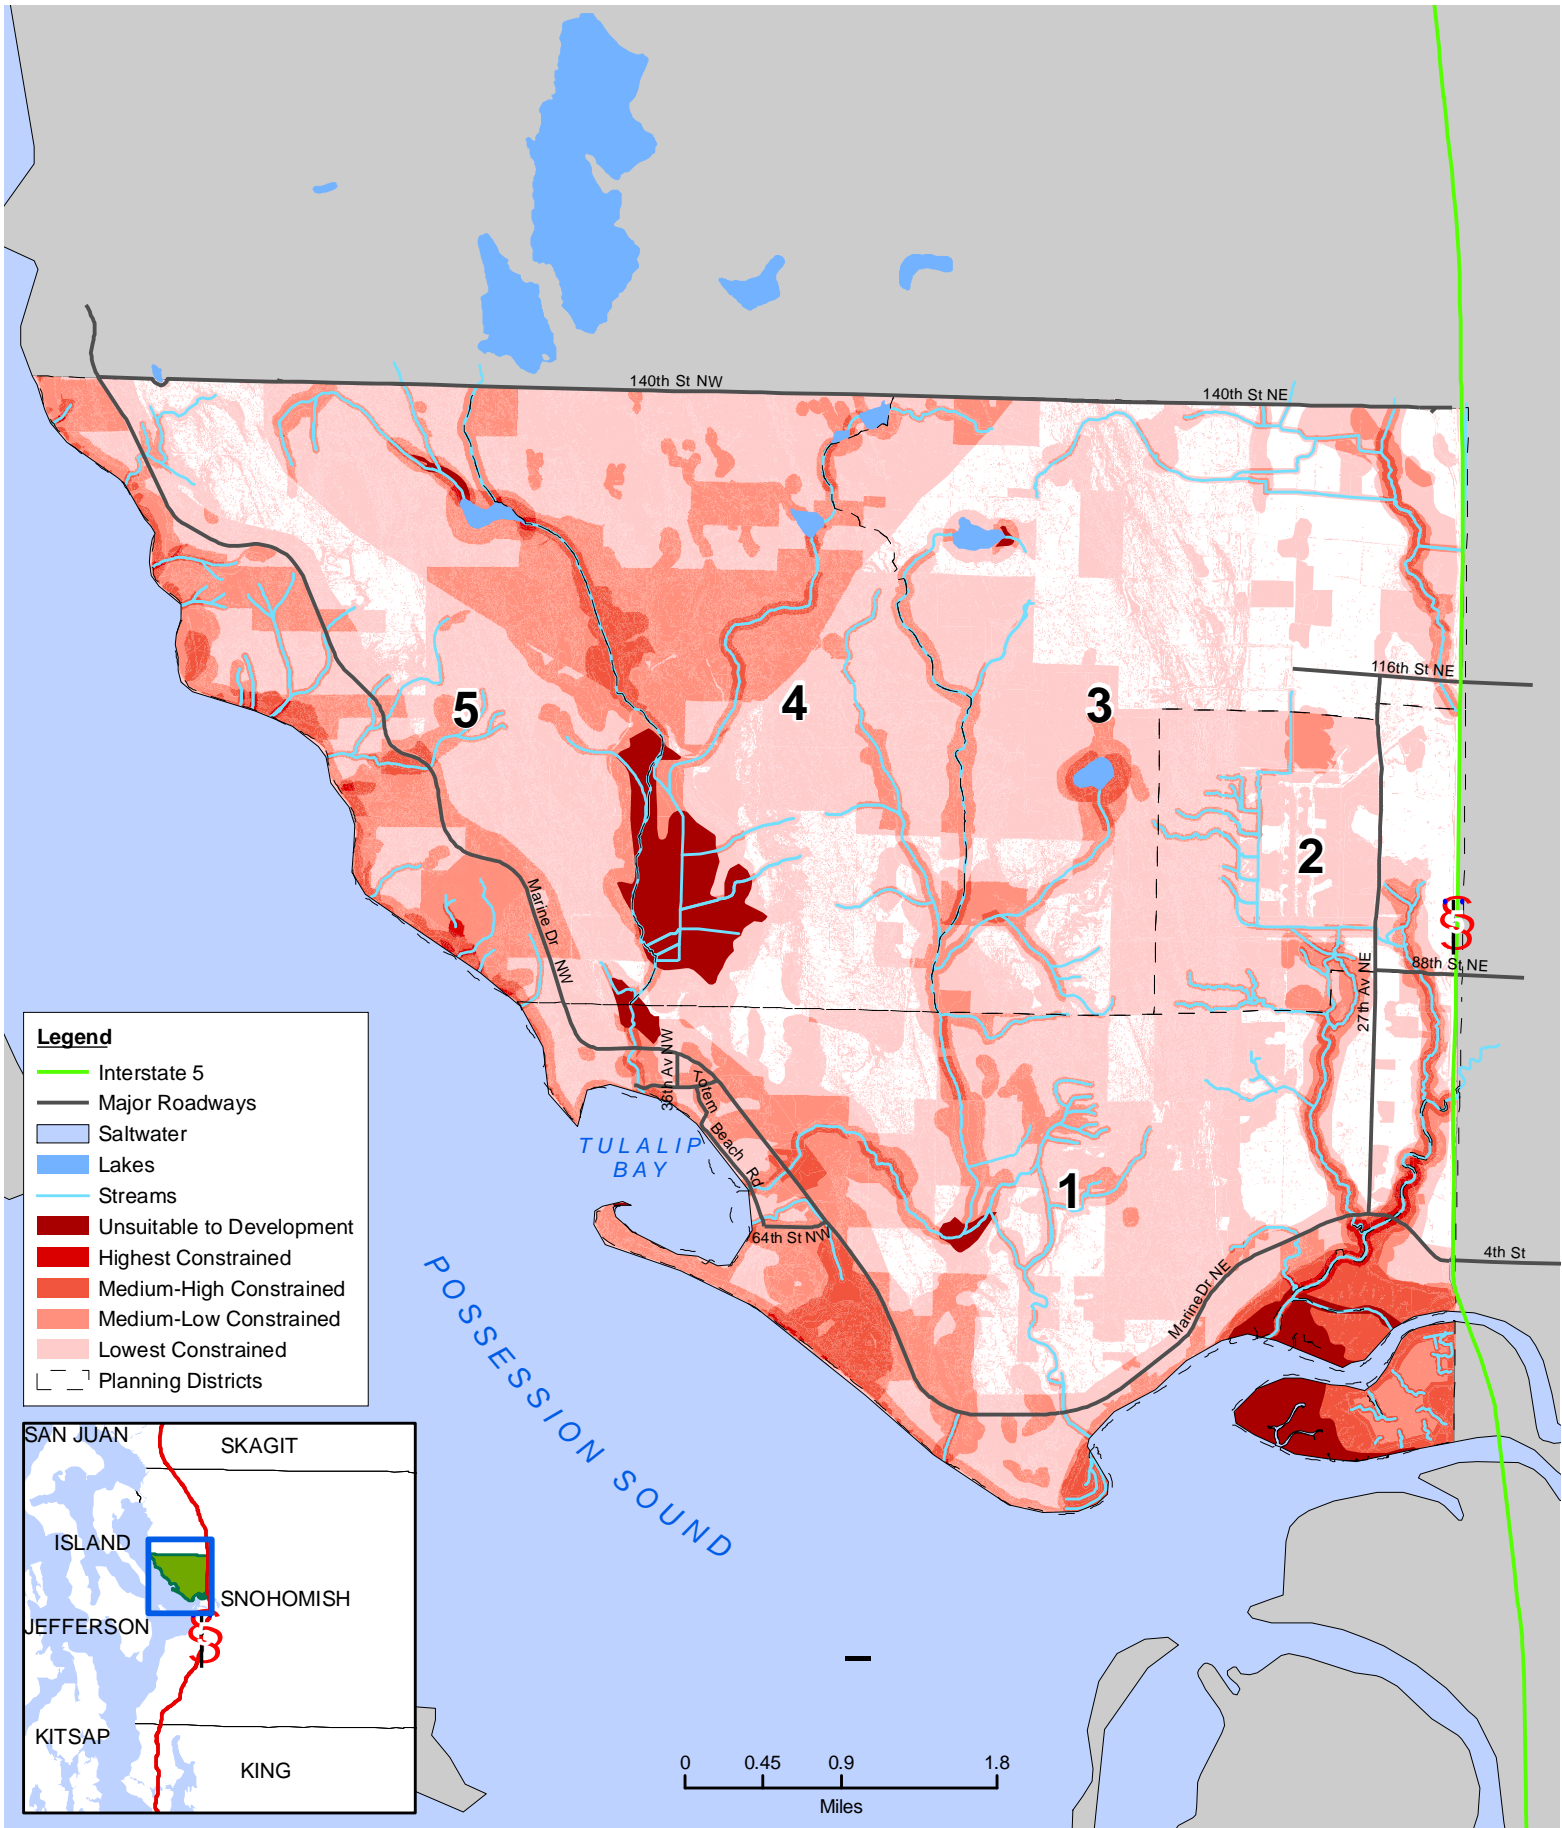 140th St NW
140th St NE
116th St NE
5
4
3
2
Marine Dr NW
88th St NE
27th Av NE
36th Av NW
Totem Beach Rd
TULALIP
BAY
1
64th St NW
Marine Dr NE
4th St
POSSESSION SOUND
Legend
Interstate 5
Major Roadways
Saltwater
Lakes
Streams
Unsuitable to Development
Highest Constrained
Medium-High Constrained
Medium-Low Constrained
Lowest Constrained
Planning Districts
SAN JUAN
SKAGIT
ISLAND
SNOHOMISH
JEFFERSON
KITSAP
KING
0 0.45 0.9 1.8
Miles